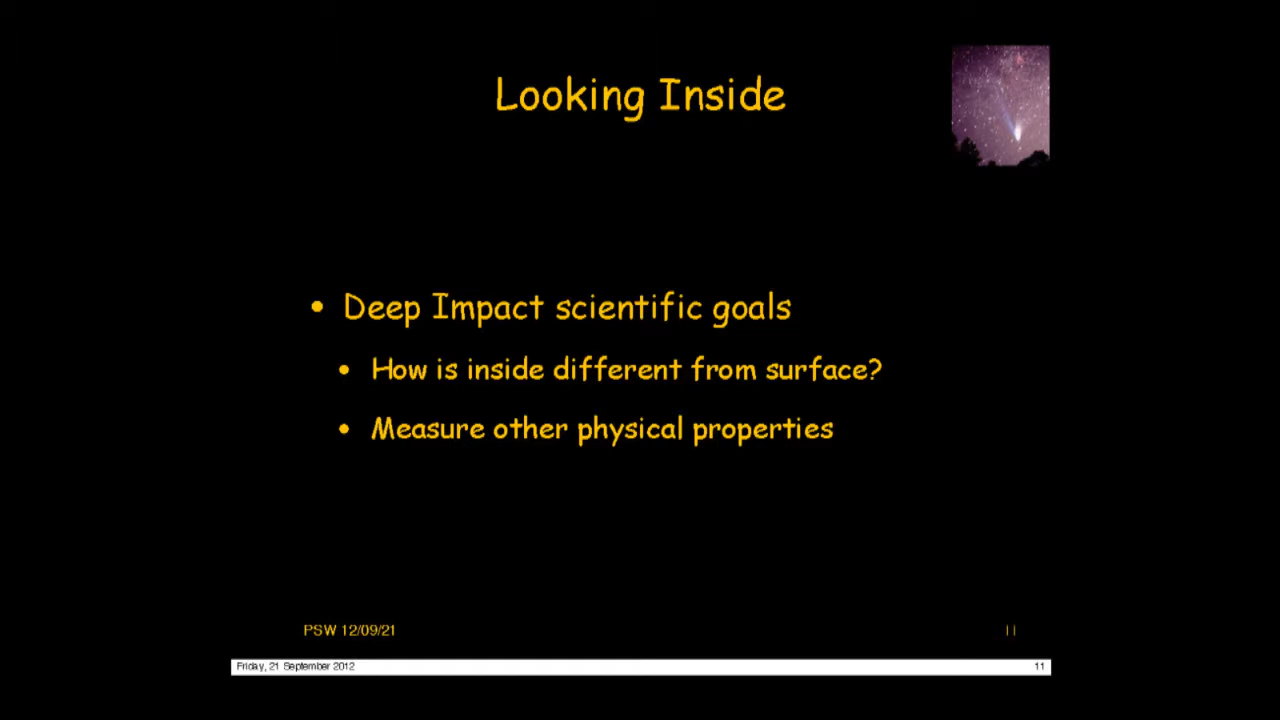 Looking Inside
• Deep Impact scientific goals
• How is inside different from surface?
• Measure other physical properties
PSW 12/09/21
11
Friday, 21 September 2012
11